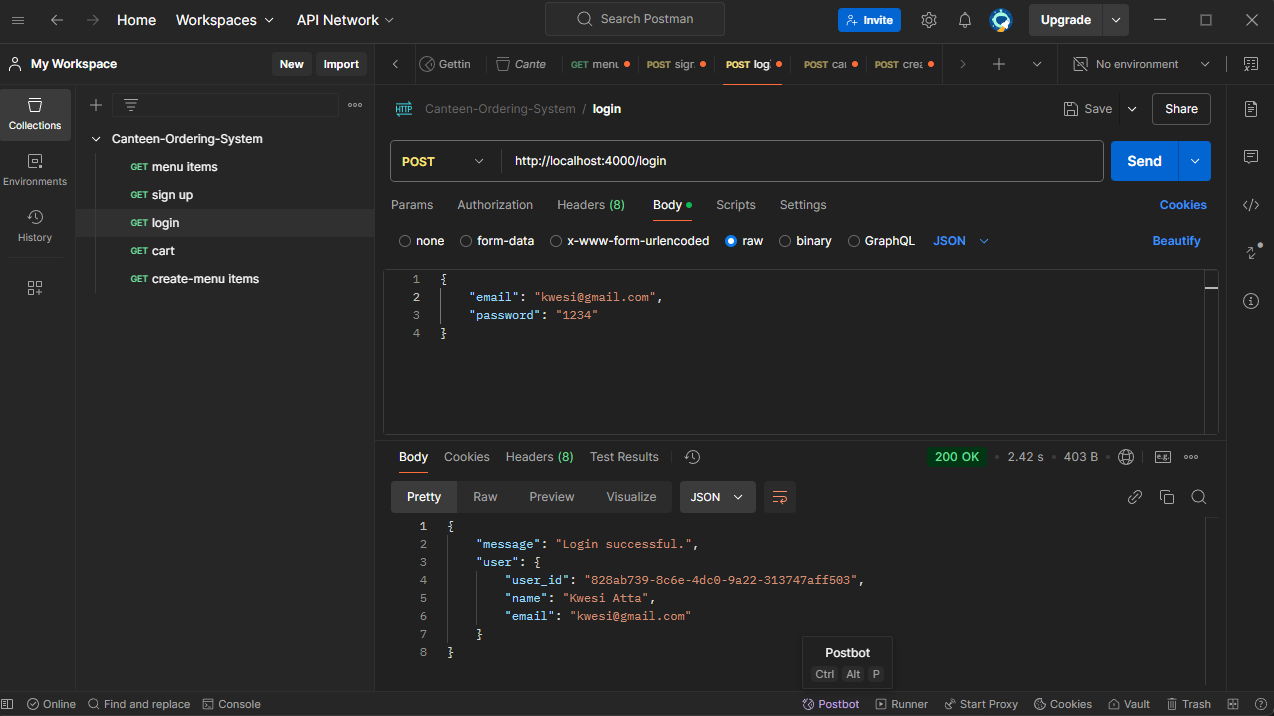 Home Workspaces API Network Search Postman Invite Upgrade
My Workspace New Import Gettin Cante GET menu POST sign POST log POST car POST crea No environment
Collections
Canteen-Ordering-System / login Save Share
Canteen-Ordering-System
GET menu items
GET sign up
GET login
GET cart
GET create-menu items
Environments
History
POST http://localhost:4000/login Send
Params Authorization Headers (8) Body Scripts Settings Cookies
none form-data x-www-form-urlencoded raw binary GraphQL JSON Beautify
1 {
2 "email": "kwesi@gmail.com",
3 "password": "1234"
4 }
Body Cookies Headers (8) Test Results 200 OK 2.42 s 403 B e.g.
Pretty Raw Preview Visualize JSON
1 {
2 "message": "Login successful.",
3 "user": {
4 "user_id": "828ab739-8c6e-4dc0-9a22-313747aff503",
5 "name": "Kwesi Atta",
6 "email": "kwesi@gmail.com"
7 }
8 }
Postbot
Ctrl Alt P
Online Find and replace Console Postbot Runner Start Proxy Cookies Vault Trash